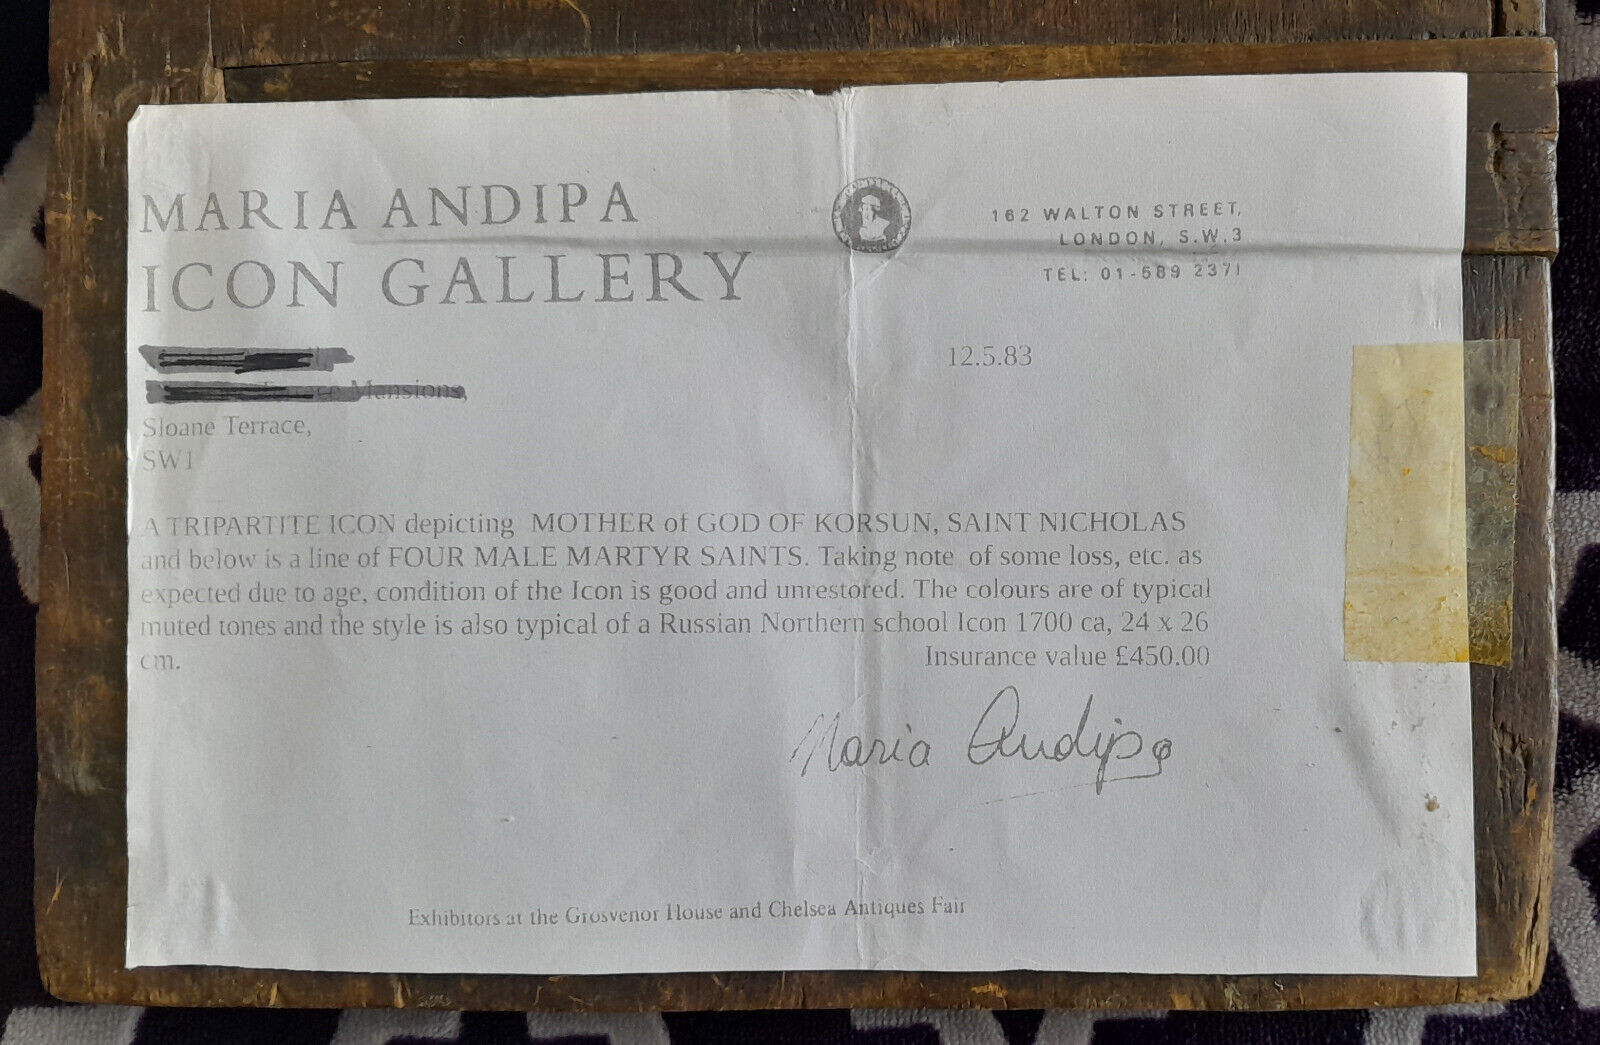 MARIA ANDIPA
ICON GALLERY
162 WALTON STREET,
LONDON, S.W.3
TEL: 01-589 2371
12.5.83
Mansions,
Sloane Terrace,
SW1
A TRIPARTITE ICON depicting MOTHER of GOD OF KORSUN, SAINT NICHOLAS
and below is a line of FOUR MALE MARTYR SAINTS. Taking note of some loss, etc. as
expected due to age, condition of the Icon is good and unrestored. The colours are of typical
muted tones and the style is also typical of a Russian Northern school Icon 1700 ca, 24 x 26
cm.
Insurance value £450.00
Maria Andipa
Exhibitors at the Grosvenor House and Chelsea Antiques Fair